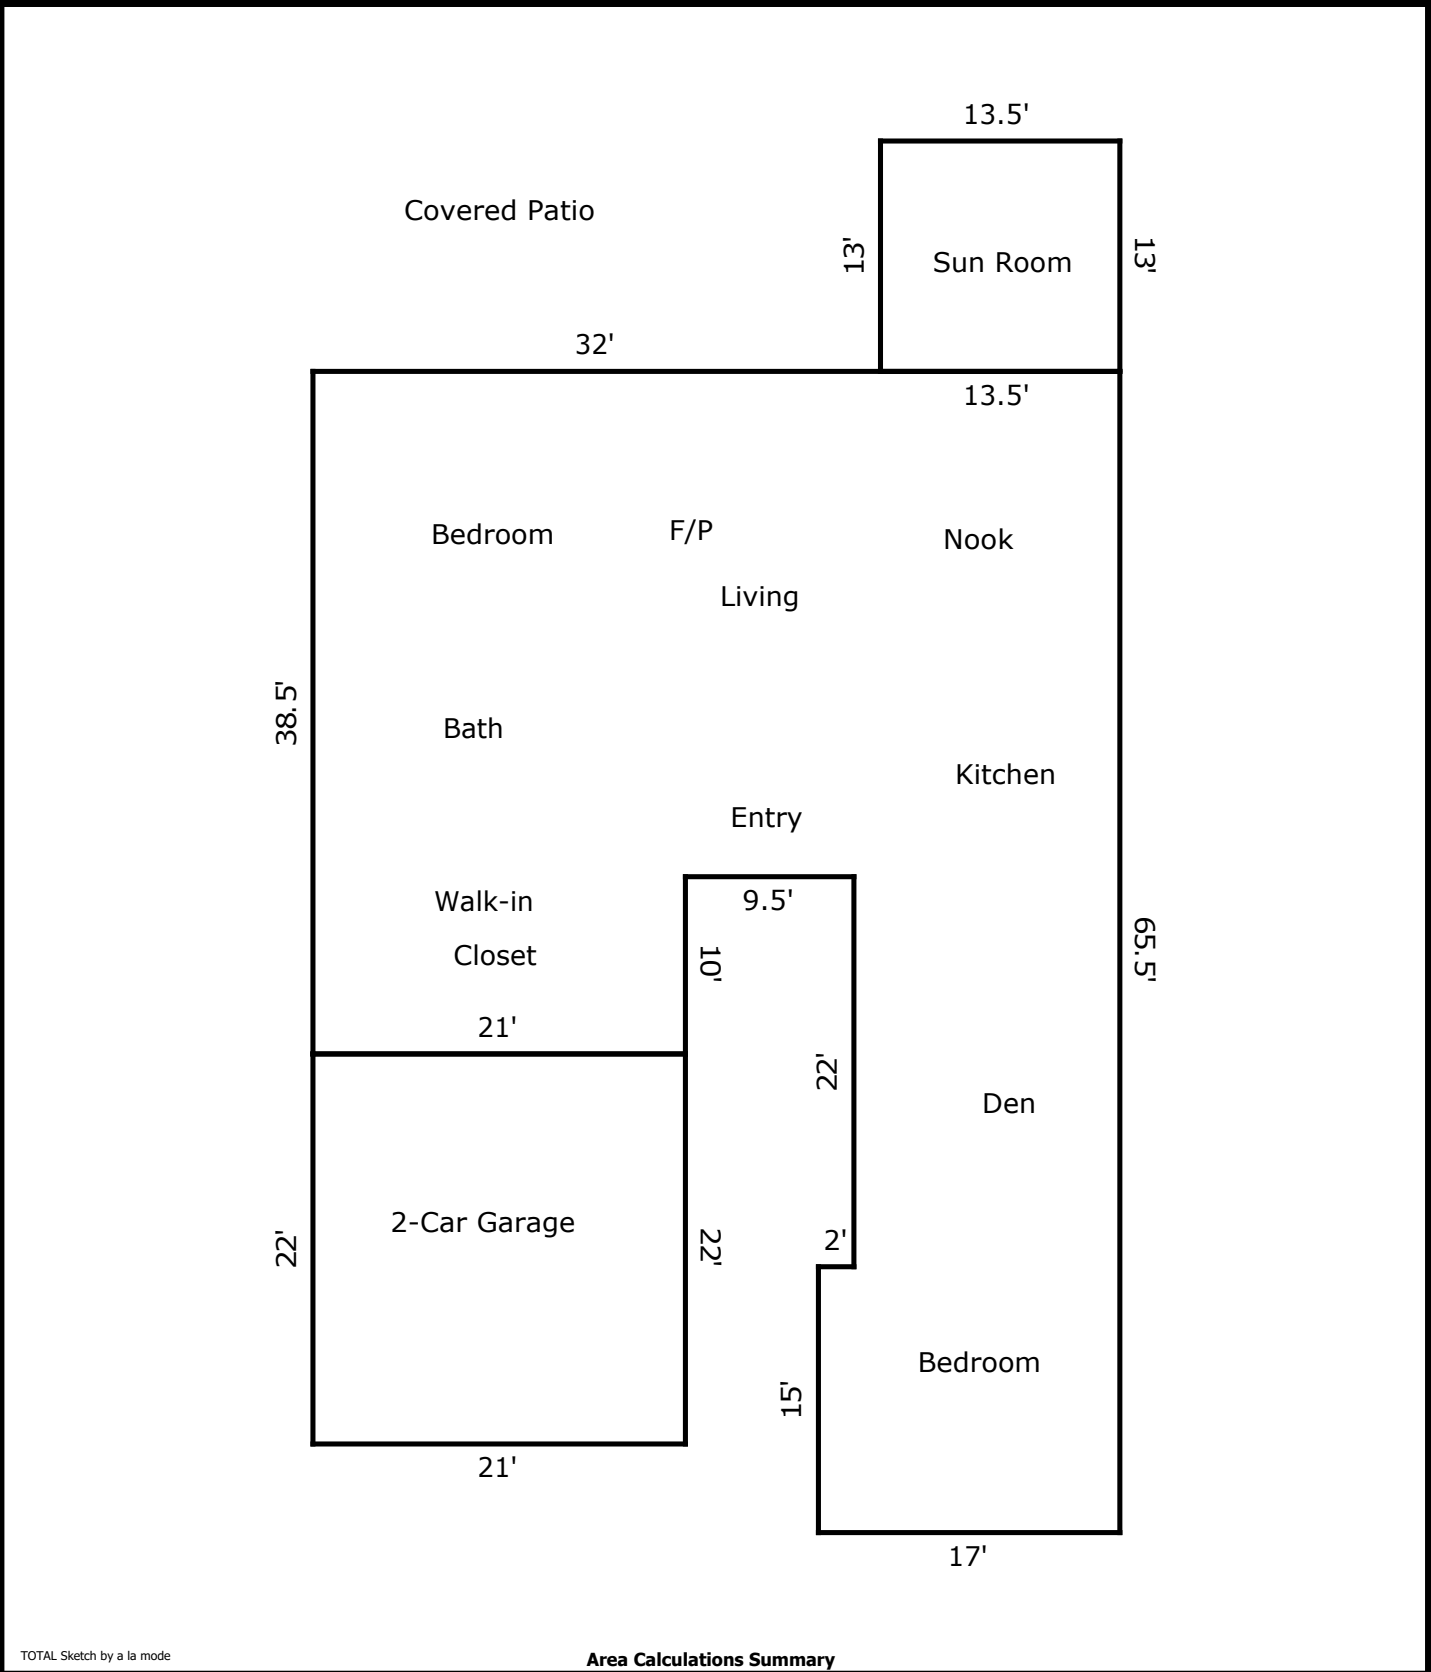 13.5'
Covered Patio
13'
Sun Room
13'
32'
13.5'
Bedroom
F/P
Nook
Living
38.5'
Bath
Kitchen
Entry
Walk-in
9.5'
Closet
10'
65.5'
21'
22'
Den
2-Car Garage
22'
22'
2'
Bedroom
15'
21'
17'
TOTAL Sketch by a la mode
Area Calculations Summary